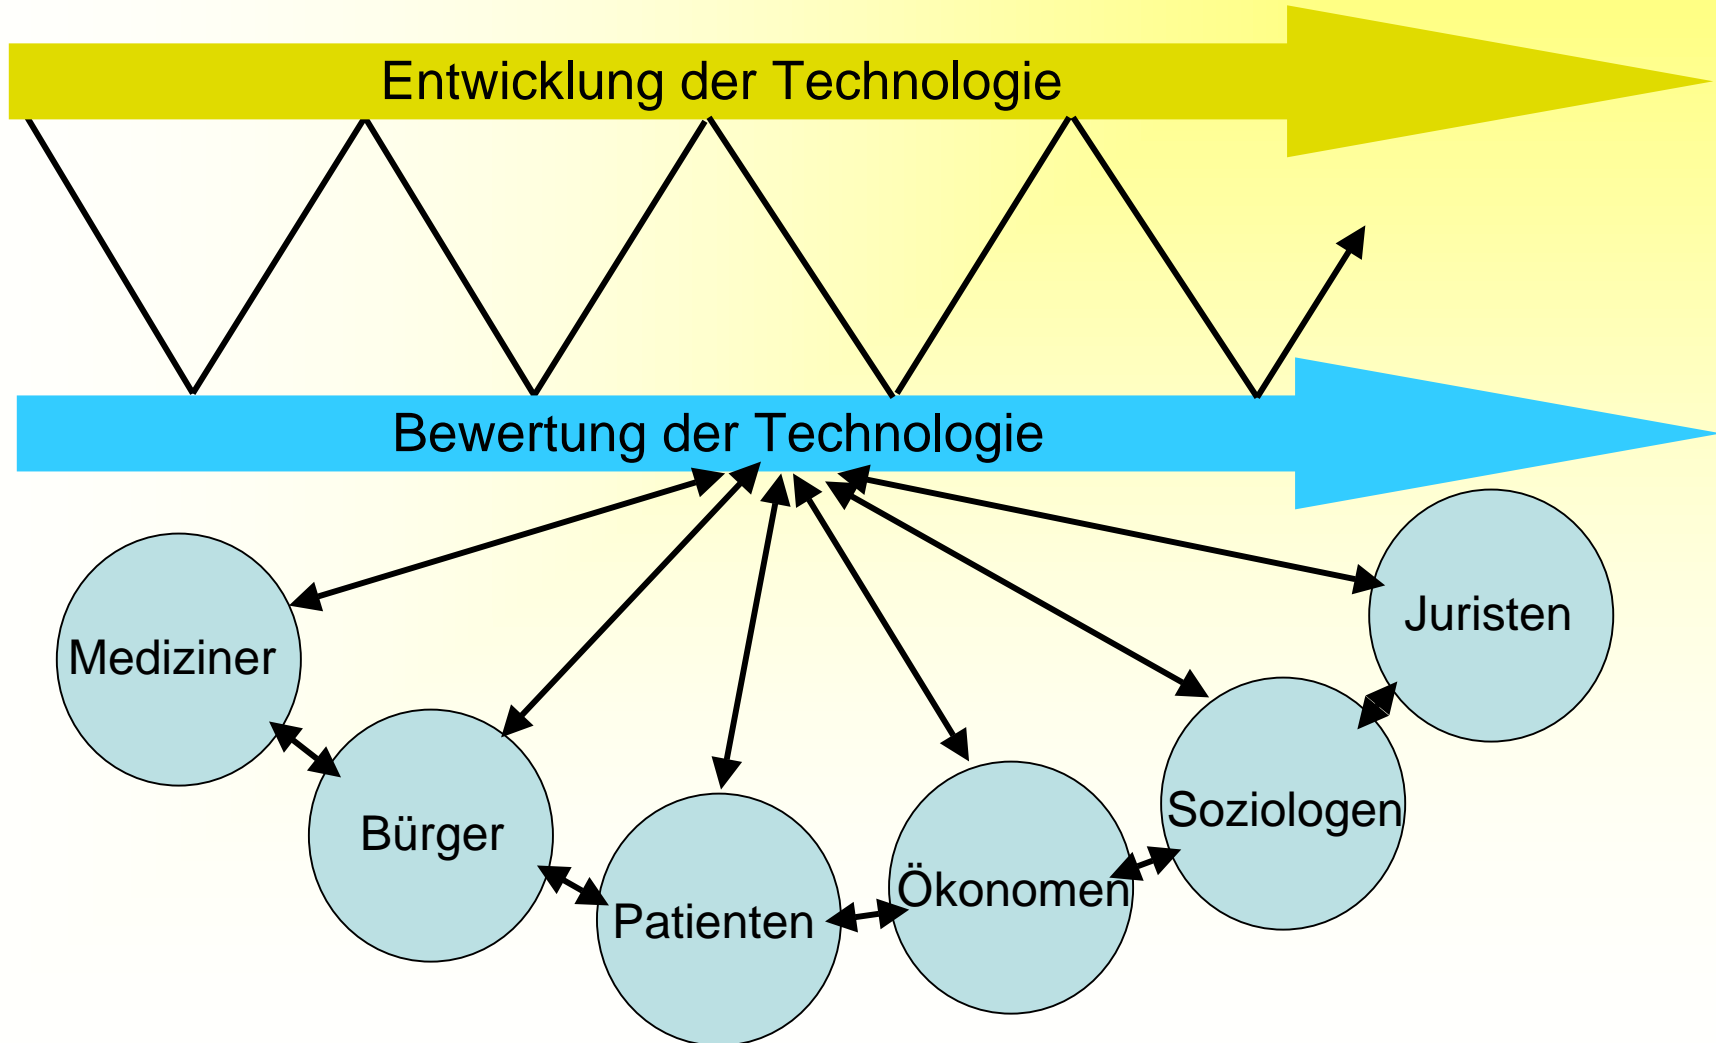 Entwicklung der Technologie
Bewertung der Technologie
Mediziner
Bürger
Patienten
Ökonomen
Soziologen
Juristen